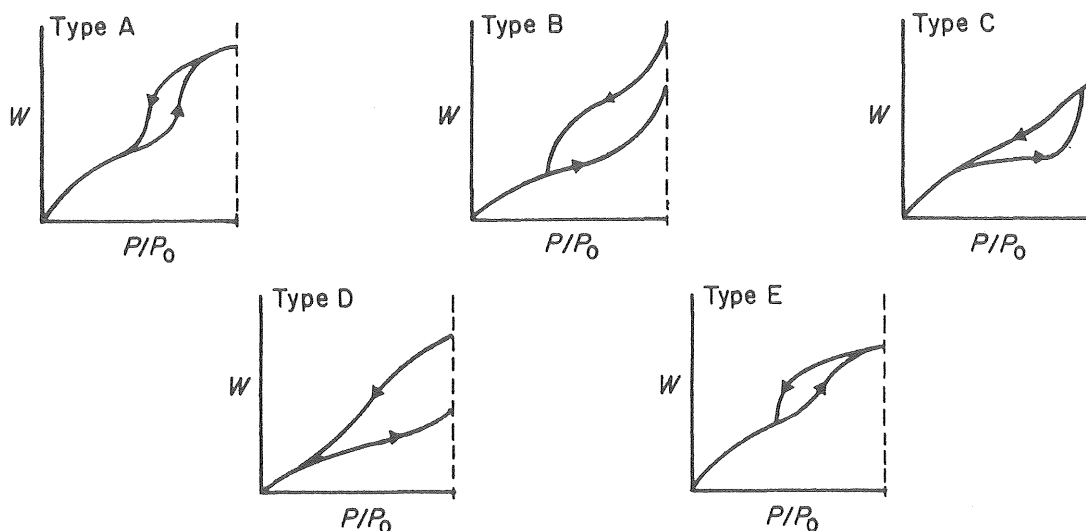 Type A
W
P/P₀
Type B
W
P/P₀
Type C
W
P/P₀
Type D
W
P/P₀
Type E
W
P/P₀